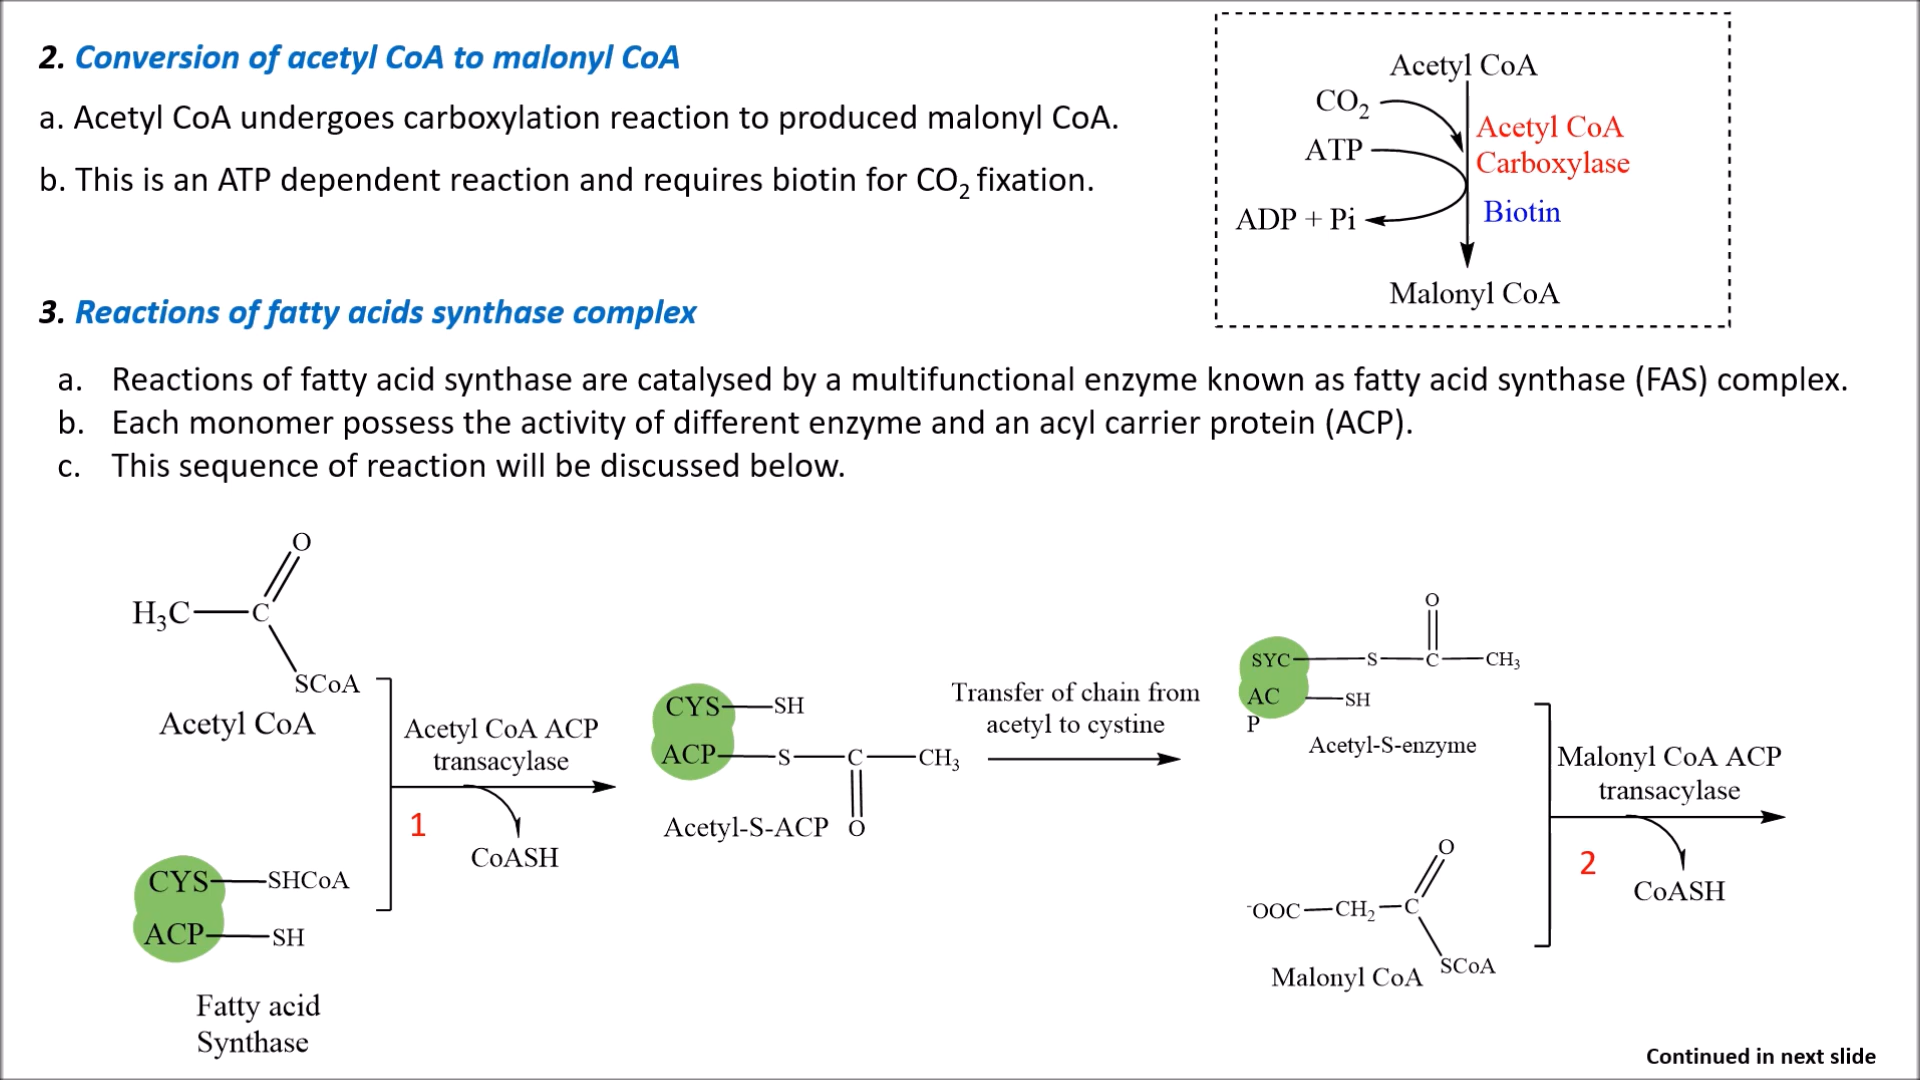 2. Conversion of acetyl CoA to malonyl CoA
a. Acetyl CoA undergoes carboxylation reaction to produced malonyl CoA.
b. This is an ATP dependent reaction and requires biotin for CO₂ fixation.
Acetyl CoA
CO₂
ATP
Acetyl CoA
Carboxylase
Biotin
ADP + Pi
Malonyl CoA
3. Reactions of fatty acids synthase complex
a. Reactions of fatty acid synthase are catalysed by a multifunctional enzyme known as fatty acid synthase (FAS) complex.
b. Each monomer possess the activity of different enzyme and an acyl carrier protein (ACP).
c. This sequence of reaction will be discussed below.
O
H₃C C
SCoA
Acetyl CoA
CYS SHCoA
ACP SH
Fatty acid
Synthase
Acetyl CoA ACP
transacylase
1
CoASH
CYS SH
ACP S C CH₃
O
Acetyl-S-ACP
Transfer of chain from
acetyl to cystine
O
SYC S C CH₃
AC SH
P
Acetyl-S-enzyme
O
⁻OOC CH₂ C
SCoA
Malonyl CoA
Malonyl CoA ACP
transacylase
2
CoASH
Continued in next slide